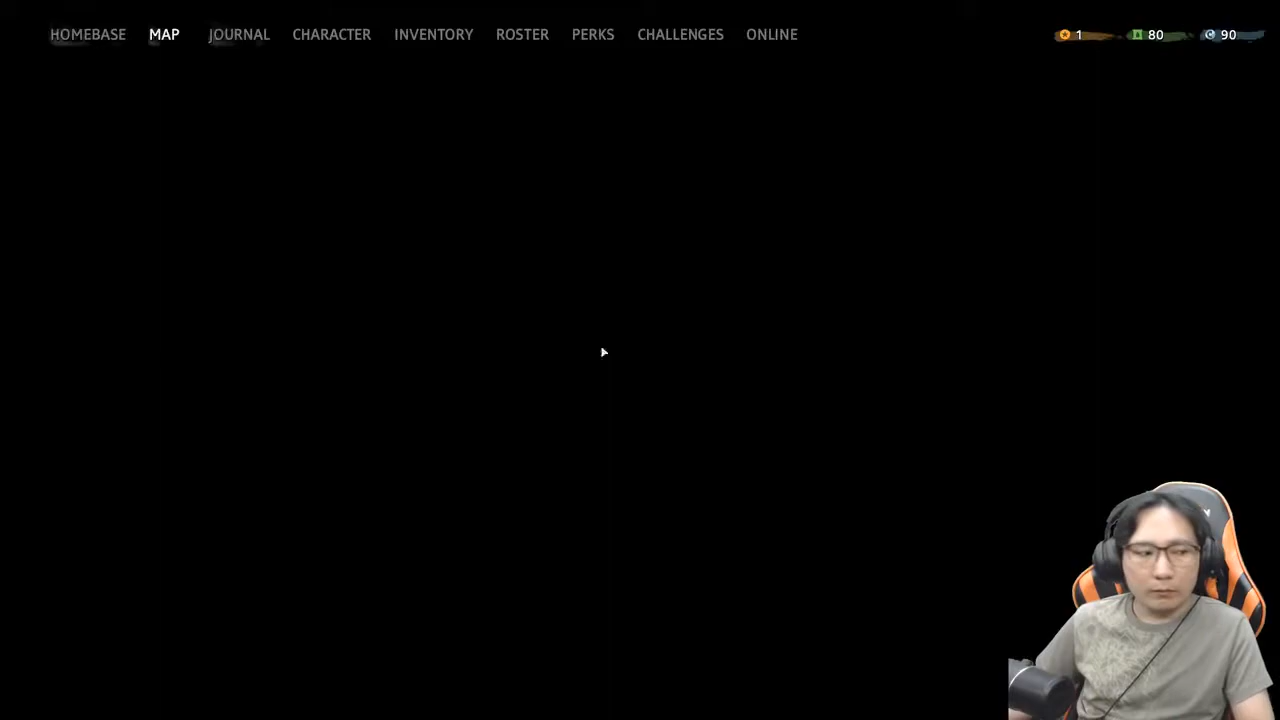 HOMEBASE MAP JOURNAL CHARACTER INVENTORY ROSTER PERKS CHALLENGES ONLINE 1 80 90